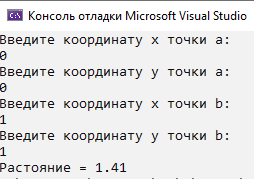 Консоль отладки Microsoft Visual Studio
Введите координату x точки a:
0
Введите координату y точки a:
0
Введите координату x точки b:
1
Введите координату y точки b:
1
Растояние = 1.41